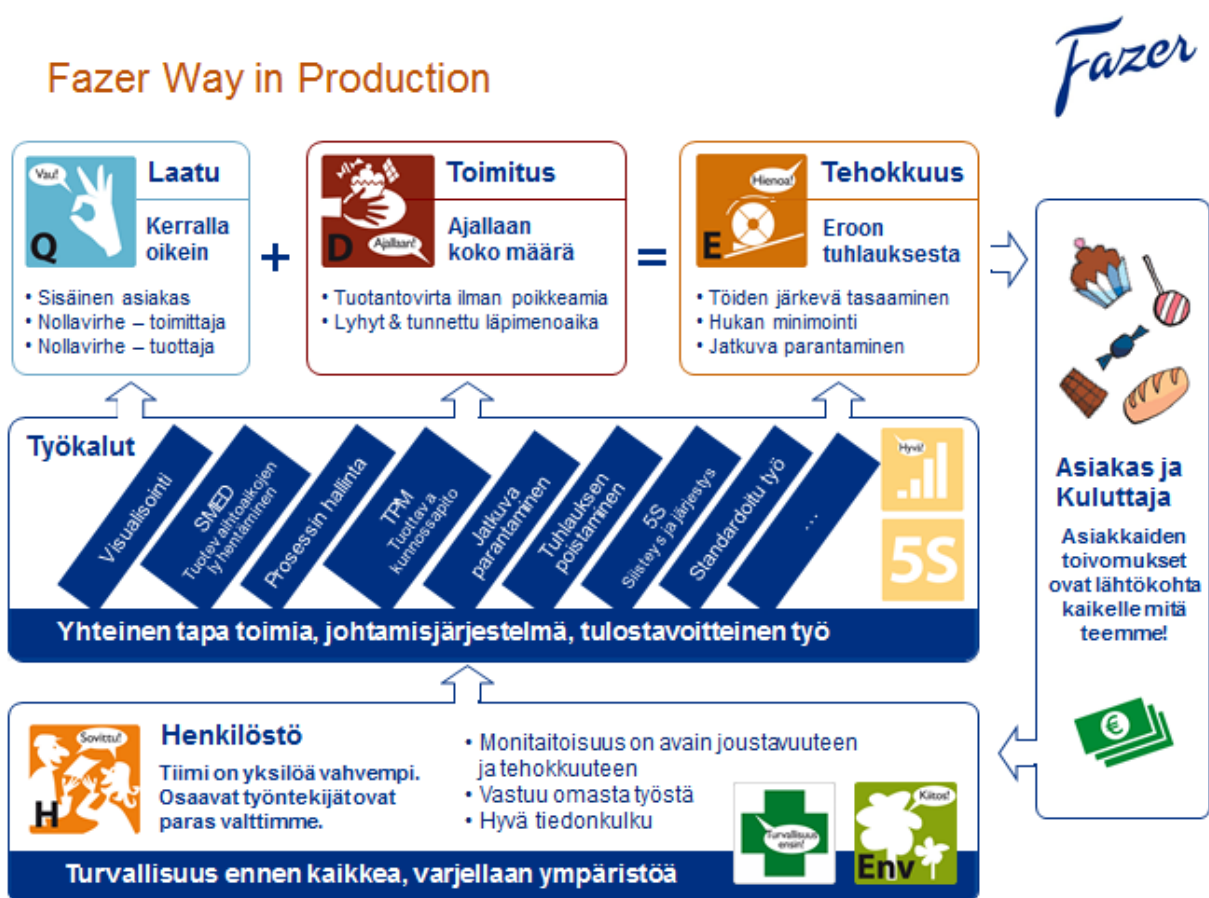 Fazer
Fazer Way in Production
Vau!
Q
Laatu
Kerralla
oikein
• Sisäinen asiakas
• Nollavirhe – toimittaja
• Nollavirhe – tuottaja
+
Ajallaan!
D
Toimitus
Ajallaan
koko määrä
• Tuotantovirta ilman poikkeamia
• Lyhyt & tunnettu läpimenoaika
=
Hienoa!
E
Tehokkuus
Eroon
tuhlauksesta
• Töiden järkevä tasaaminen
• Hukan minimointi
• Jatkuva parantaminen
Työkalut
Visualisointi
SMED
Tuotevaihtoaikojen
lyhentäminen
Prosessin hallinta
TPM
Tuottava
kunnossapito
Jatkuva
parantaminen
Tuhlauksen
poistaminen
5S
Siisteys ja järjestys
Standardoitu työ
...
Hyvä!
5S
Yhteinen tapa toimia, johtamisjärjestelmä, tulostavoitteinen työ
Sovittu!
H
Henkilöstö
Tiimi on yksilöä vahvempi.
Osaavat työntekijät ovat
paras valttimme.
• Monitaitoisuus on avain joustavuuteen
ja tehokkuuteen
• Vastuu omasta työstä
• Hyvä tiedonkulku
Turvallisuus
ensin!
Kiitos!
Env
Turvallisuus ennen kaikkea, varjellaan ympäristöä
Asiakas ja
Kuluttaja
Asiakkaiden
toivomukset
ovat lähtökohta
kaikelle mitä
teemme!
€